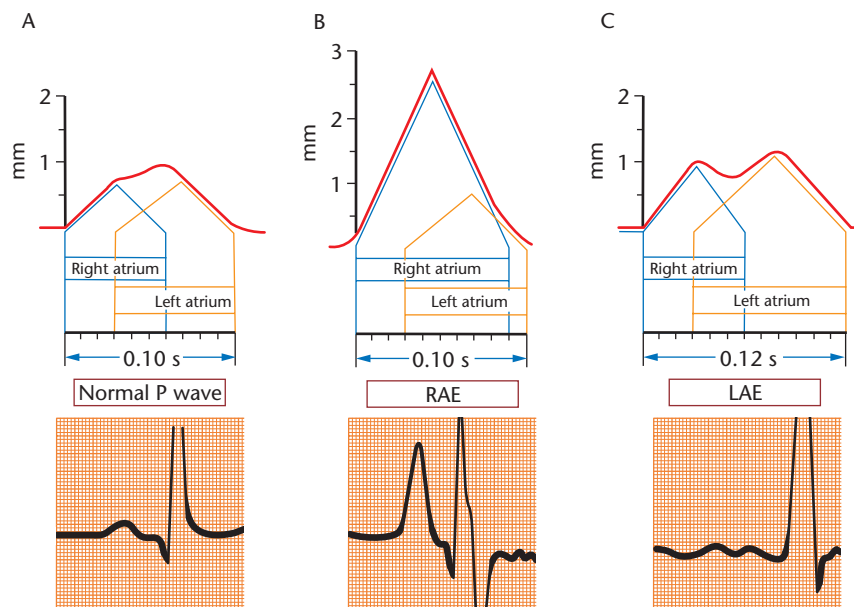 A
2
mm
1
Right atrium
Left atrium
0.10 s
Normal P wave
B
3
2
mm
1
Right atrium
Left atrium
0.10 s
RAE
C
2
mm
1
Right atrium
Left atrium
0.12 s
LAE